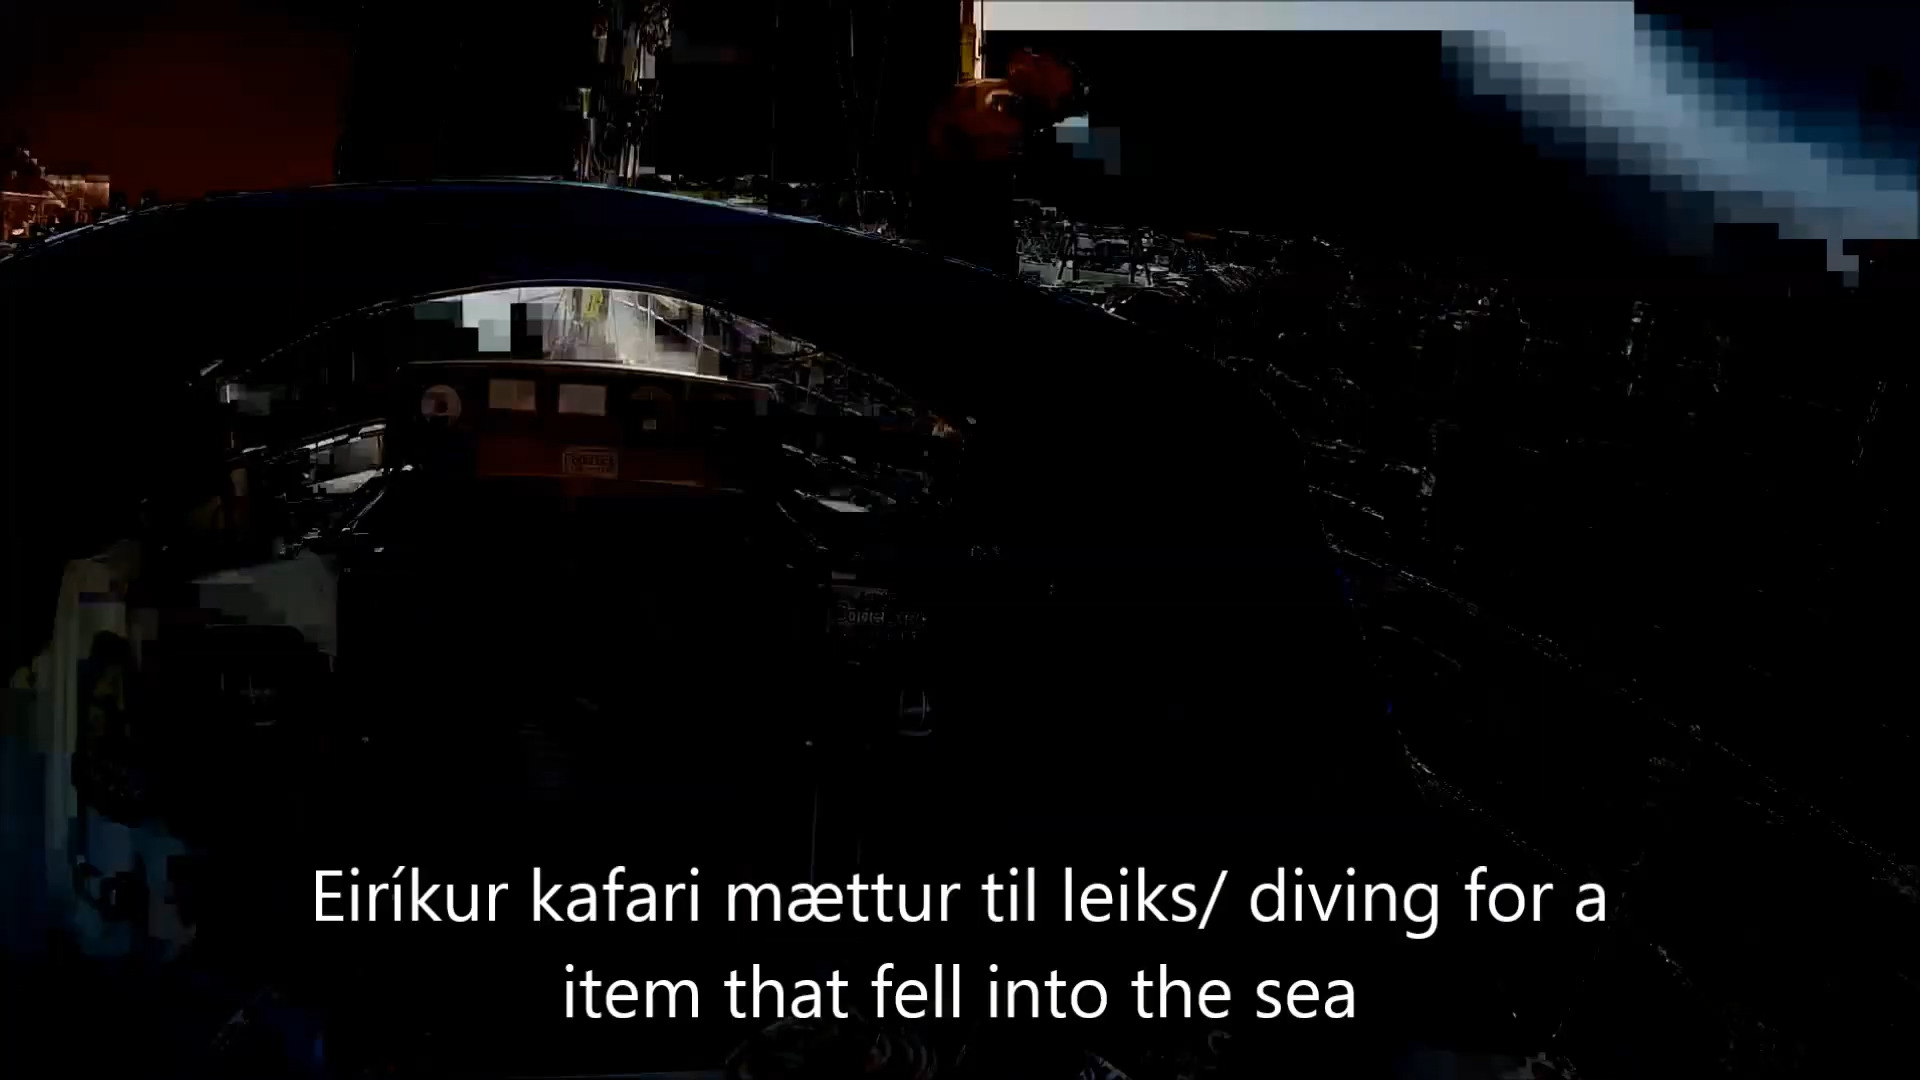 Eiríkur kafari mættur til leiks/ diving for a
item that fell into the sea